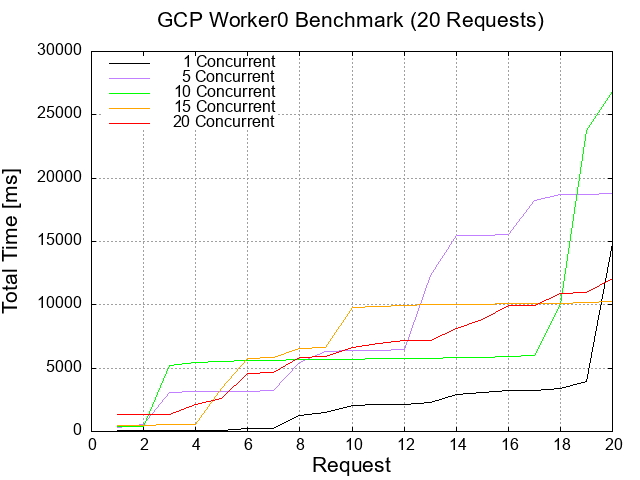 GCP Worker0 Benchmark (20 Requests)
30000
25000
20000
15000
10000
5000
0
Total Time [ms]
1 Concurrent
5 Concurrent
10 Concurrent
15 Concurrent
20 Concurrent
0 2 4 6 8 10 12 14 16 18 20
Request